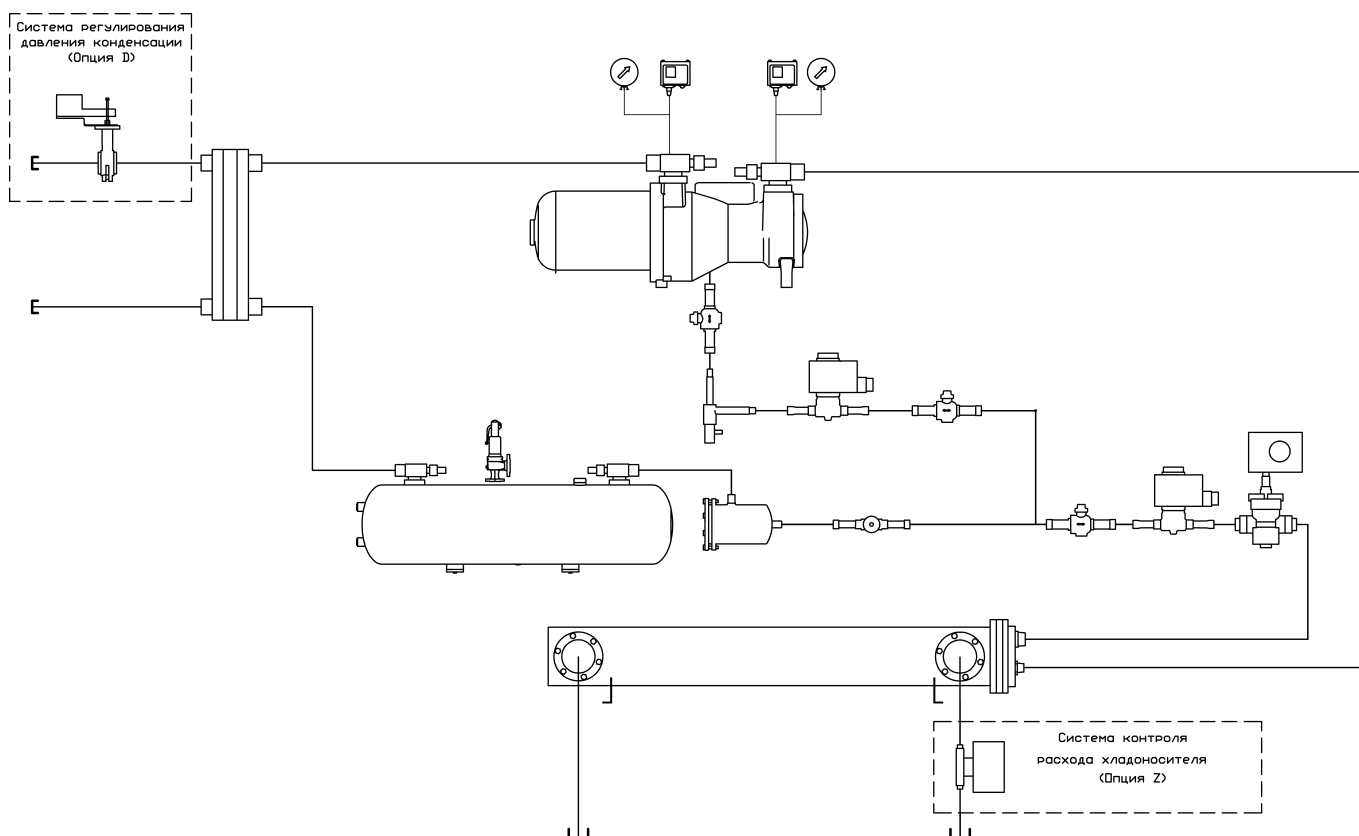 Система регулирования
давления конденсации
(Опция D)
Система контроля
расхода хладоносителя
(Опция Z)